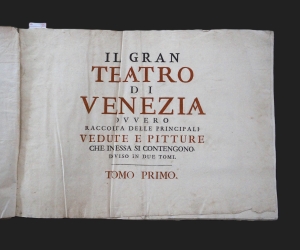 IL GRAN
TEATRO
DI
VENEZIA
OVVERO
RACCOLTA DELLE PRINCIPALI
VEDUTE E PITTURE
CHE IN ESSA SI CONTENGONO
DIVISO IN DUE TOMI.
TOMO PRIMO.